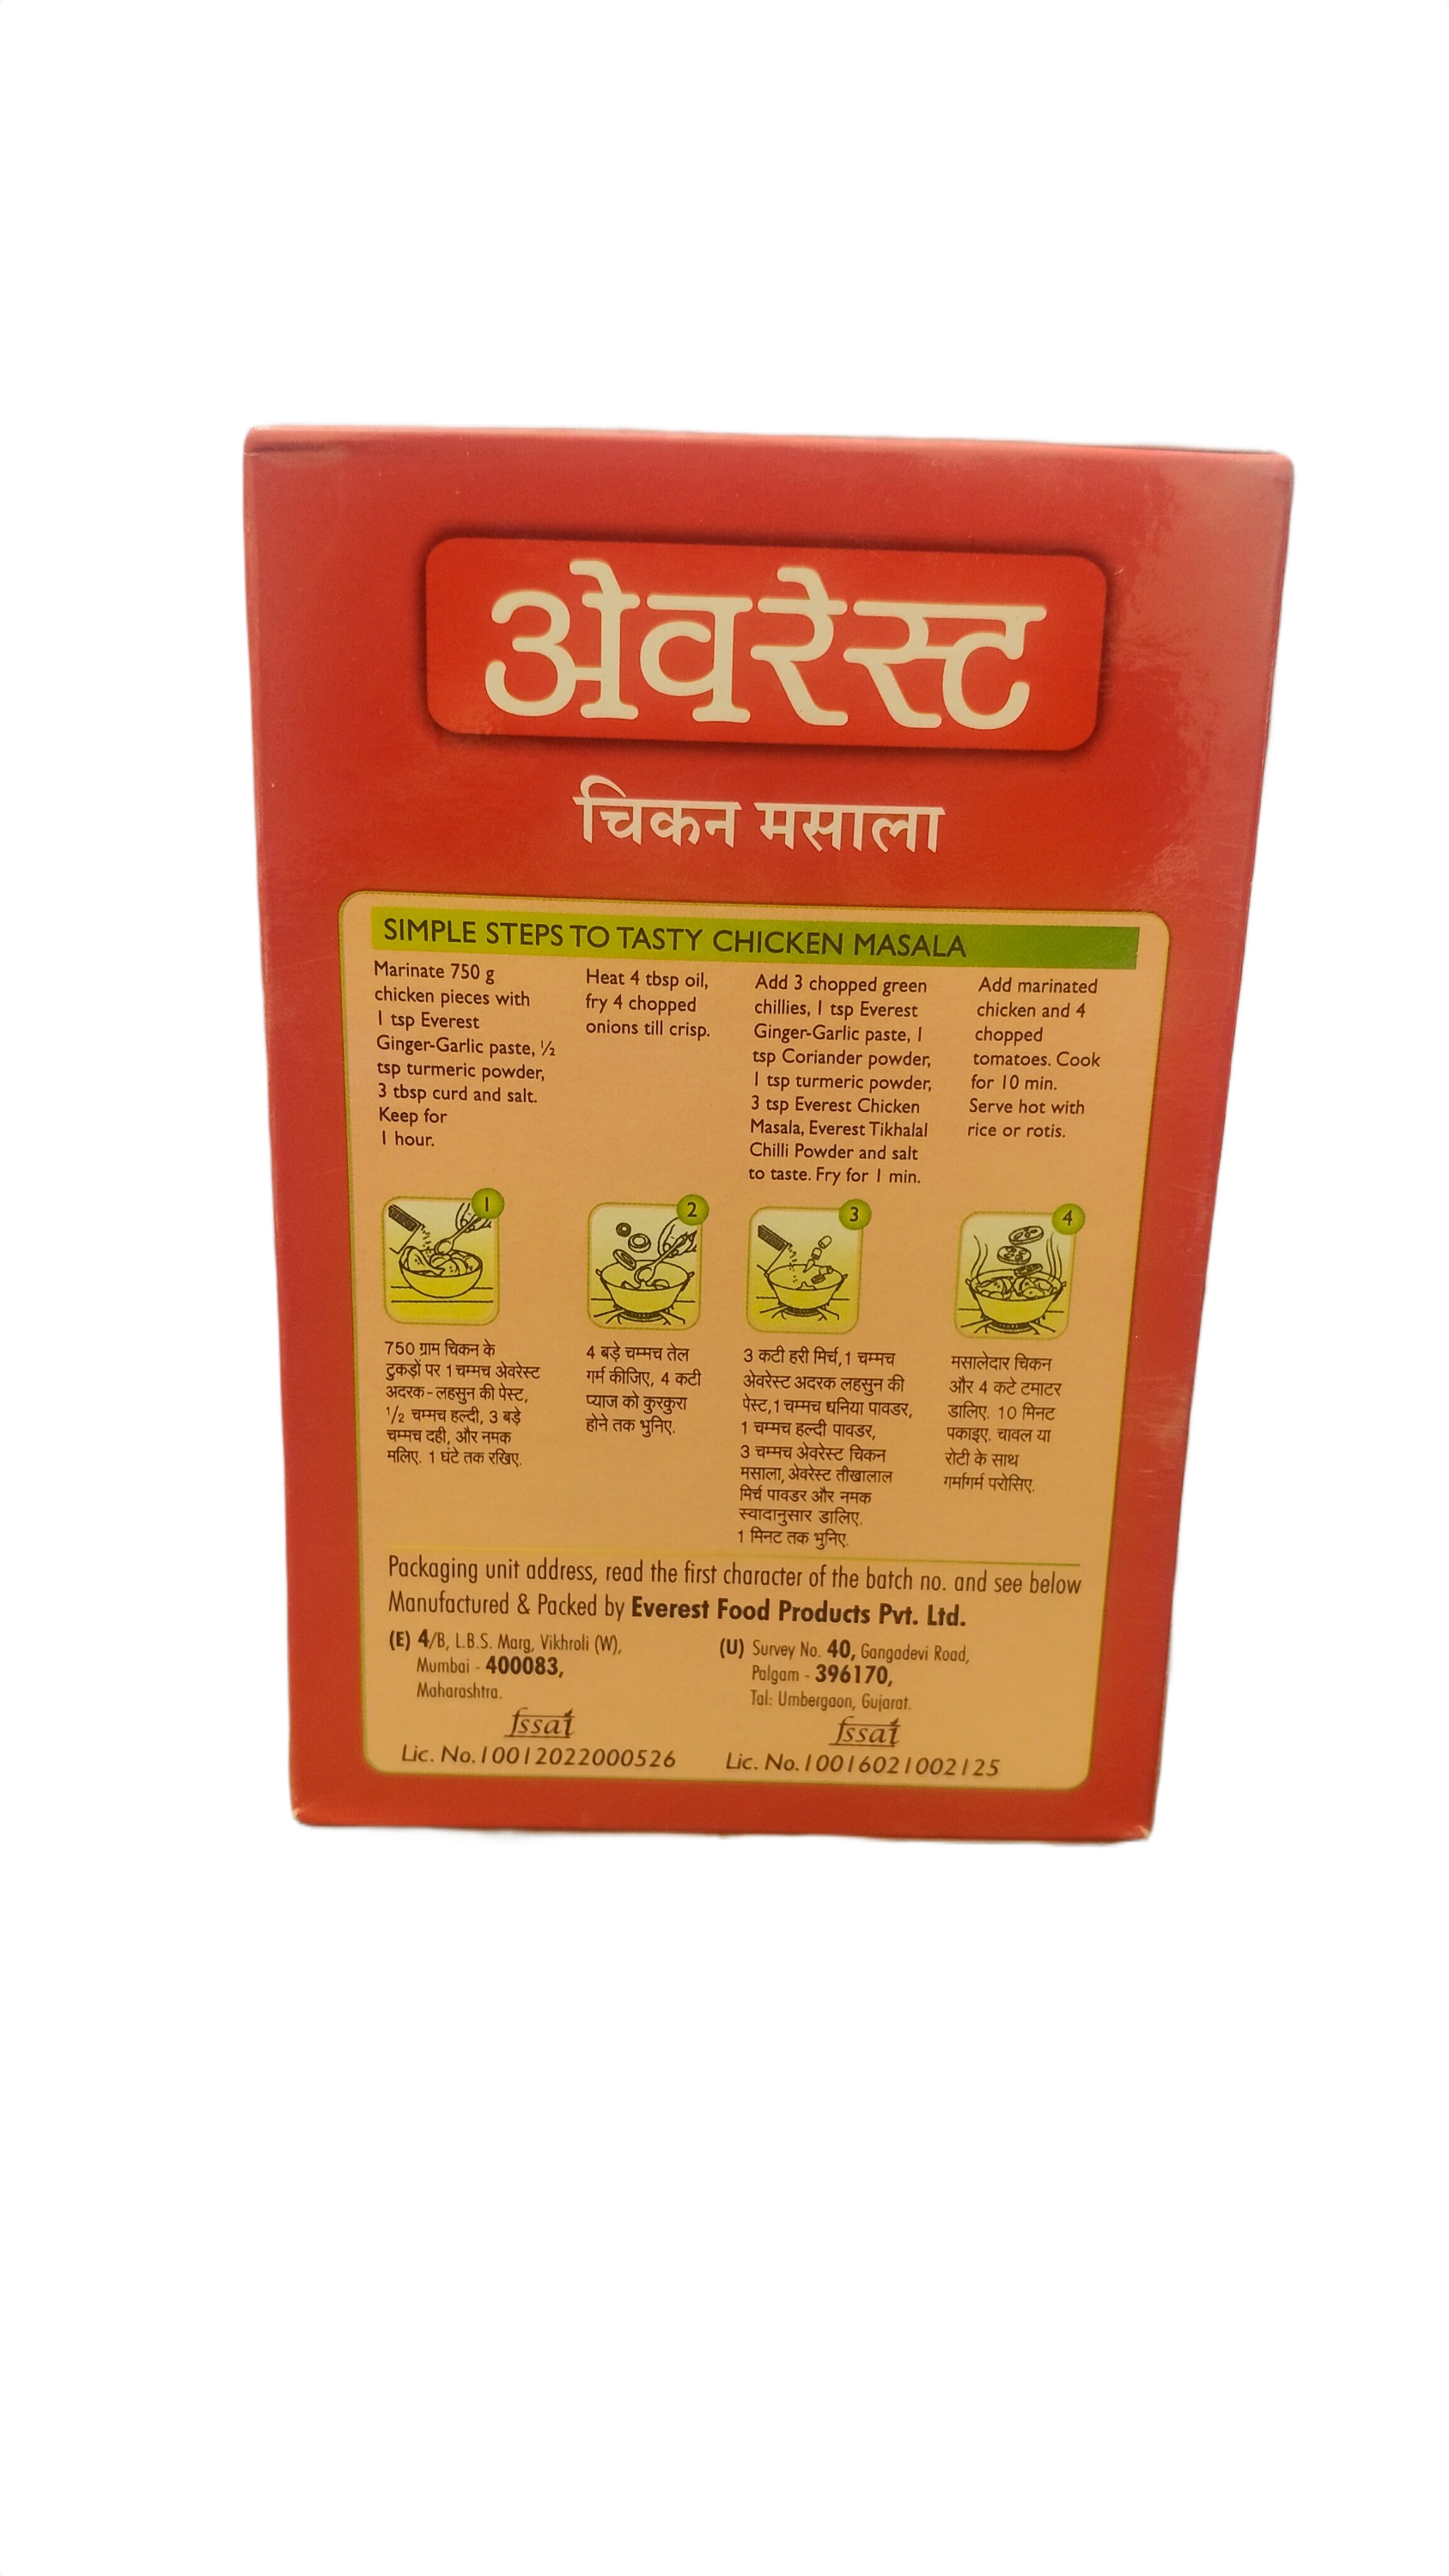 अेवरेस्ट
चिकन मसाला
SIMPLE STEPS TO TASTY CHICKEN MASALA
Marinate 750 g
chicken pieces with
1 tsp Everest
Ginger-Garlic paste, ½
tsp turmeric powder,
3 tbsp curd and salt.
Keep for
1 hour.
Heat 4 tbsp oil,
fry 4 chopped
onions till crisp.
Add 3 chopped green
chillies, 1 tsp Everest
Ginger-Garlic paste, 1
tsp Coriander powder,
1 tsp turmeric powder,
3 tsp Everest Chicken
Masala, Everest Tikhalal
Chilli Powder and salt
to taste. Fry for 1 min.
Add marinated
chicken and 4
chopped
tomatoes. Cook
for 10 min.
Serve hot with
rice or rotis.
1
2
3
4
750 ग्राम चिकन के
टुकड़ों पर 1 चम्मच अेवरेस्ट
अदरक-लहसुन की पेस्ट,
1/2 चम्मच हल्दी, 3 बड़े
चम्मच दही, और नमक
मलिए. 1 घंटे तक रखिए.
4 बड़े चम्मच तेल
गर्म कीजिए, 4 कटी
प्याज को कुरकुरा
होने तक भुनिए.
3 कटी हरी मिर्च,1 चम्मच
अेवरेस्ट अदरक लहसुन की
पेस्ट,1 चम्मच धनिया पावडर,
1 चम्मच हल्दी पावडर,
3 चम्मच अेवरेस्ट चिकन
मसाला, अेवरेस्ट तीखालाल
मिर्च पावडर और नमक
स्वादानुसार डालिए.
1 मिनट तक भुनिए.
मसालेदार चिकन
और 4 कटे टमाटर
डालिए. 10 मिनट
पकाइए. चावल या
रोटी के साथ
गर्मागर्म परोसिए.
Packaging unit address, read the first character of the batch no. and see below
Manufactured & Packed by Everest Food Products Pvt. Ltd.
(E) 4/B, L.B.S. Marg, Vikhroli (W),
Mumbai - 400083,
Maharashtra.
fssai
Lic. No.10012022000526
(U) Survey No. 40, Gangadevi Road,
Palgam - 396170,
Tal: Umbergaon, Gujarat.
fssai
Lic. No.10016021002125